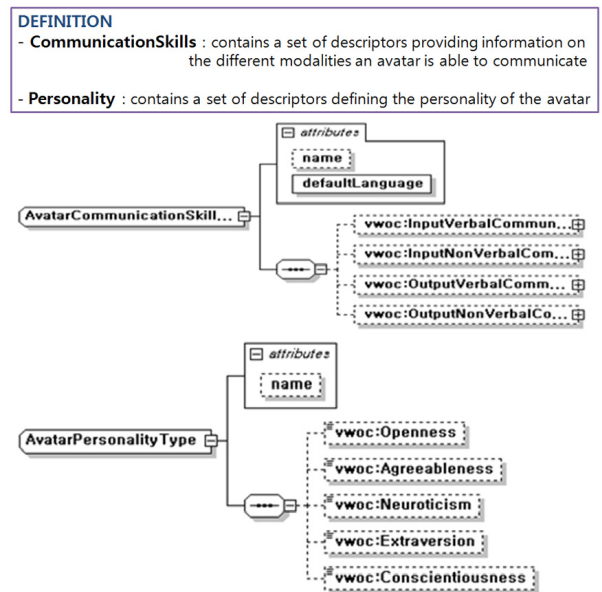 DEFINITION
- CommunicationSkills : contains a set of descriptors providing information on
the different modalities an avatar is able to communicate
- Personality : contains a set of descriptors defining the personality of the avatar
attributes
name
defaultLanguage
AvatarCommunicationSkill...
vwoc:InputVerbalCommun...
vwoc:InputNonVerbalCom...
vwoc:OutputVerbalComm...
vwoc:OutputNonVerbalCo...
attributes
name
AvatarPersonalityType
vwoc:Openness
vwoc:Agreeableness
vwoc:Neuroticism
vwoc:Extraversion
vwoc:Conscientiousness